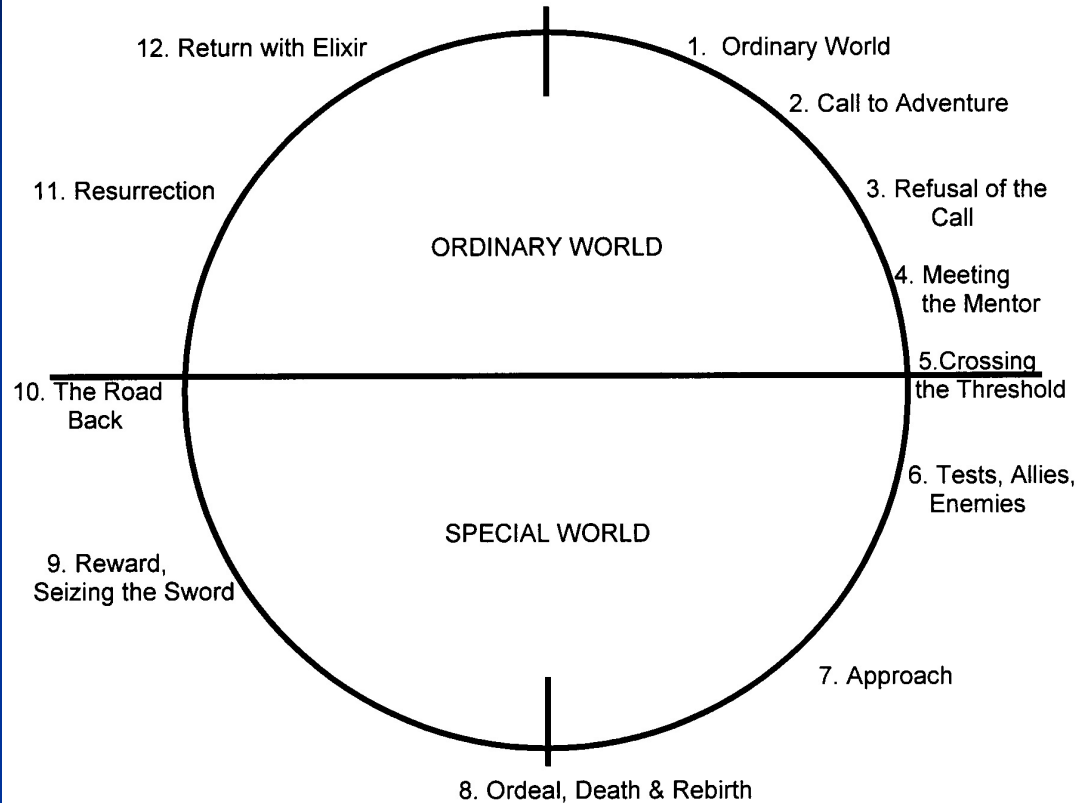 1. Ordinary World
2. Call to Adventure
3. Refusal of the
Call
4. Meeting
the Mentor
5.Crossing
the Threshold
6. Tests, Allies,
Enemies
7. Approach
8. Ordeal, Death & Rebirth
9. Reward,
Seizing the Sword
10. The Road
Back
11. Resurrection
12. Return with Elixir
ORDINARY WORLD
SPECIAL WORLD